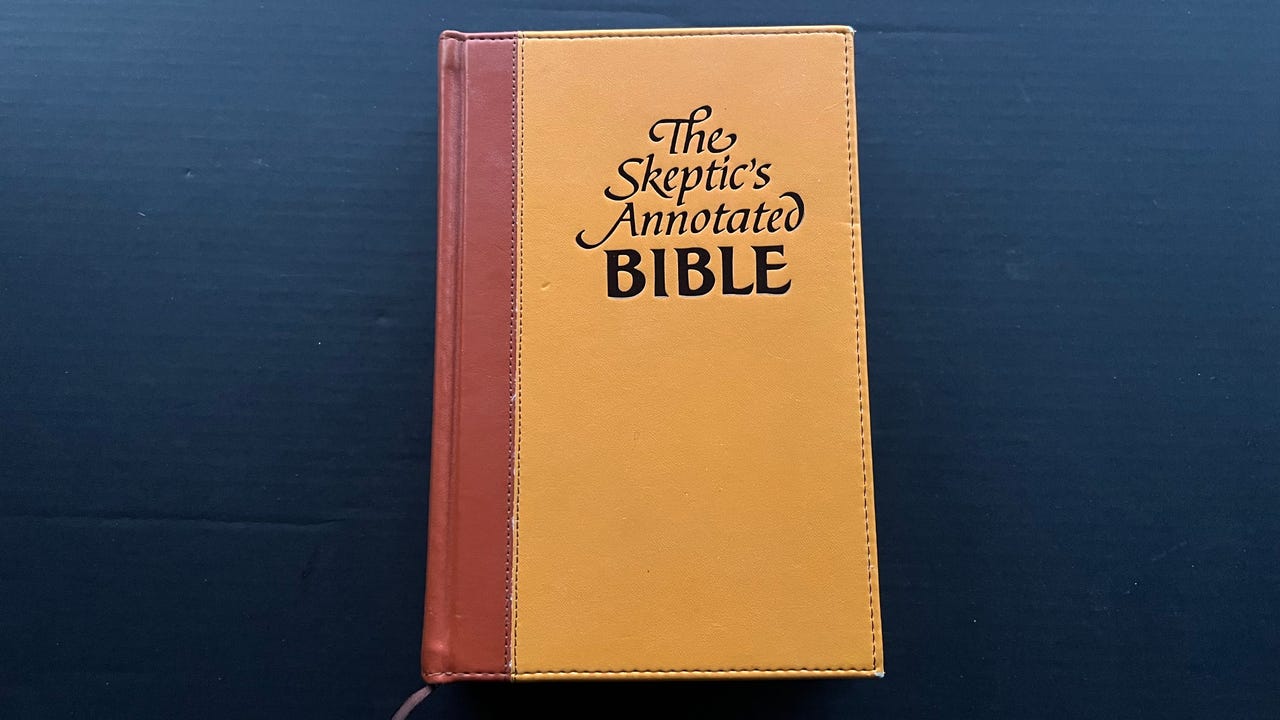 The
Skeptic's
Annotated
BIBLE